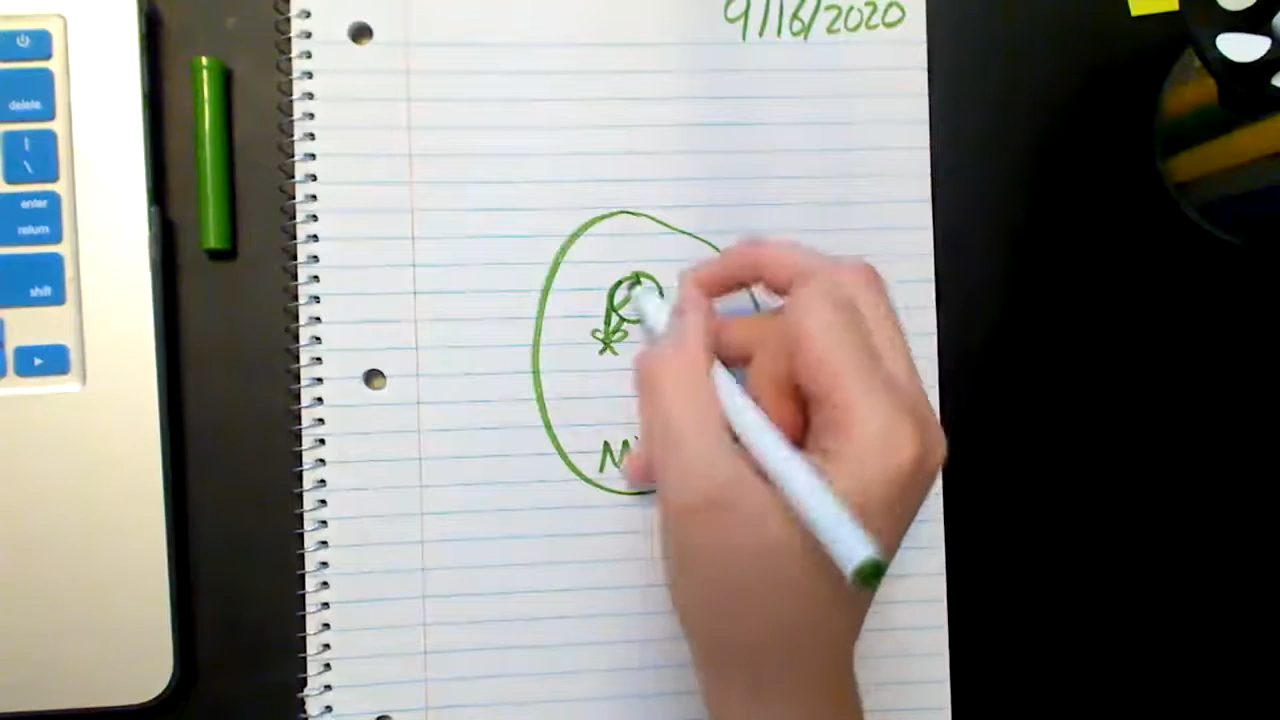 9/16/2020
delete
|
\
enter
return
shift